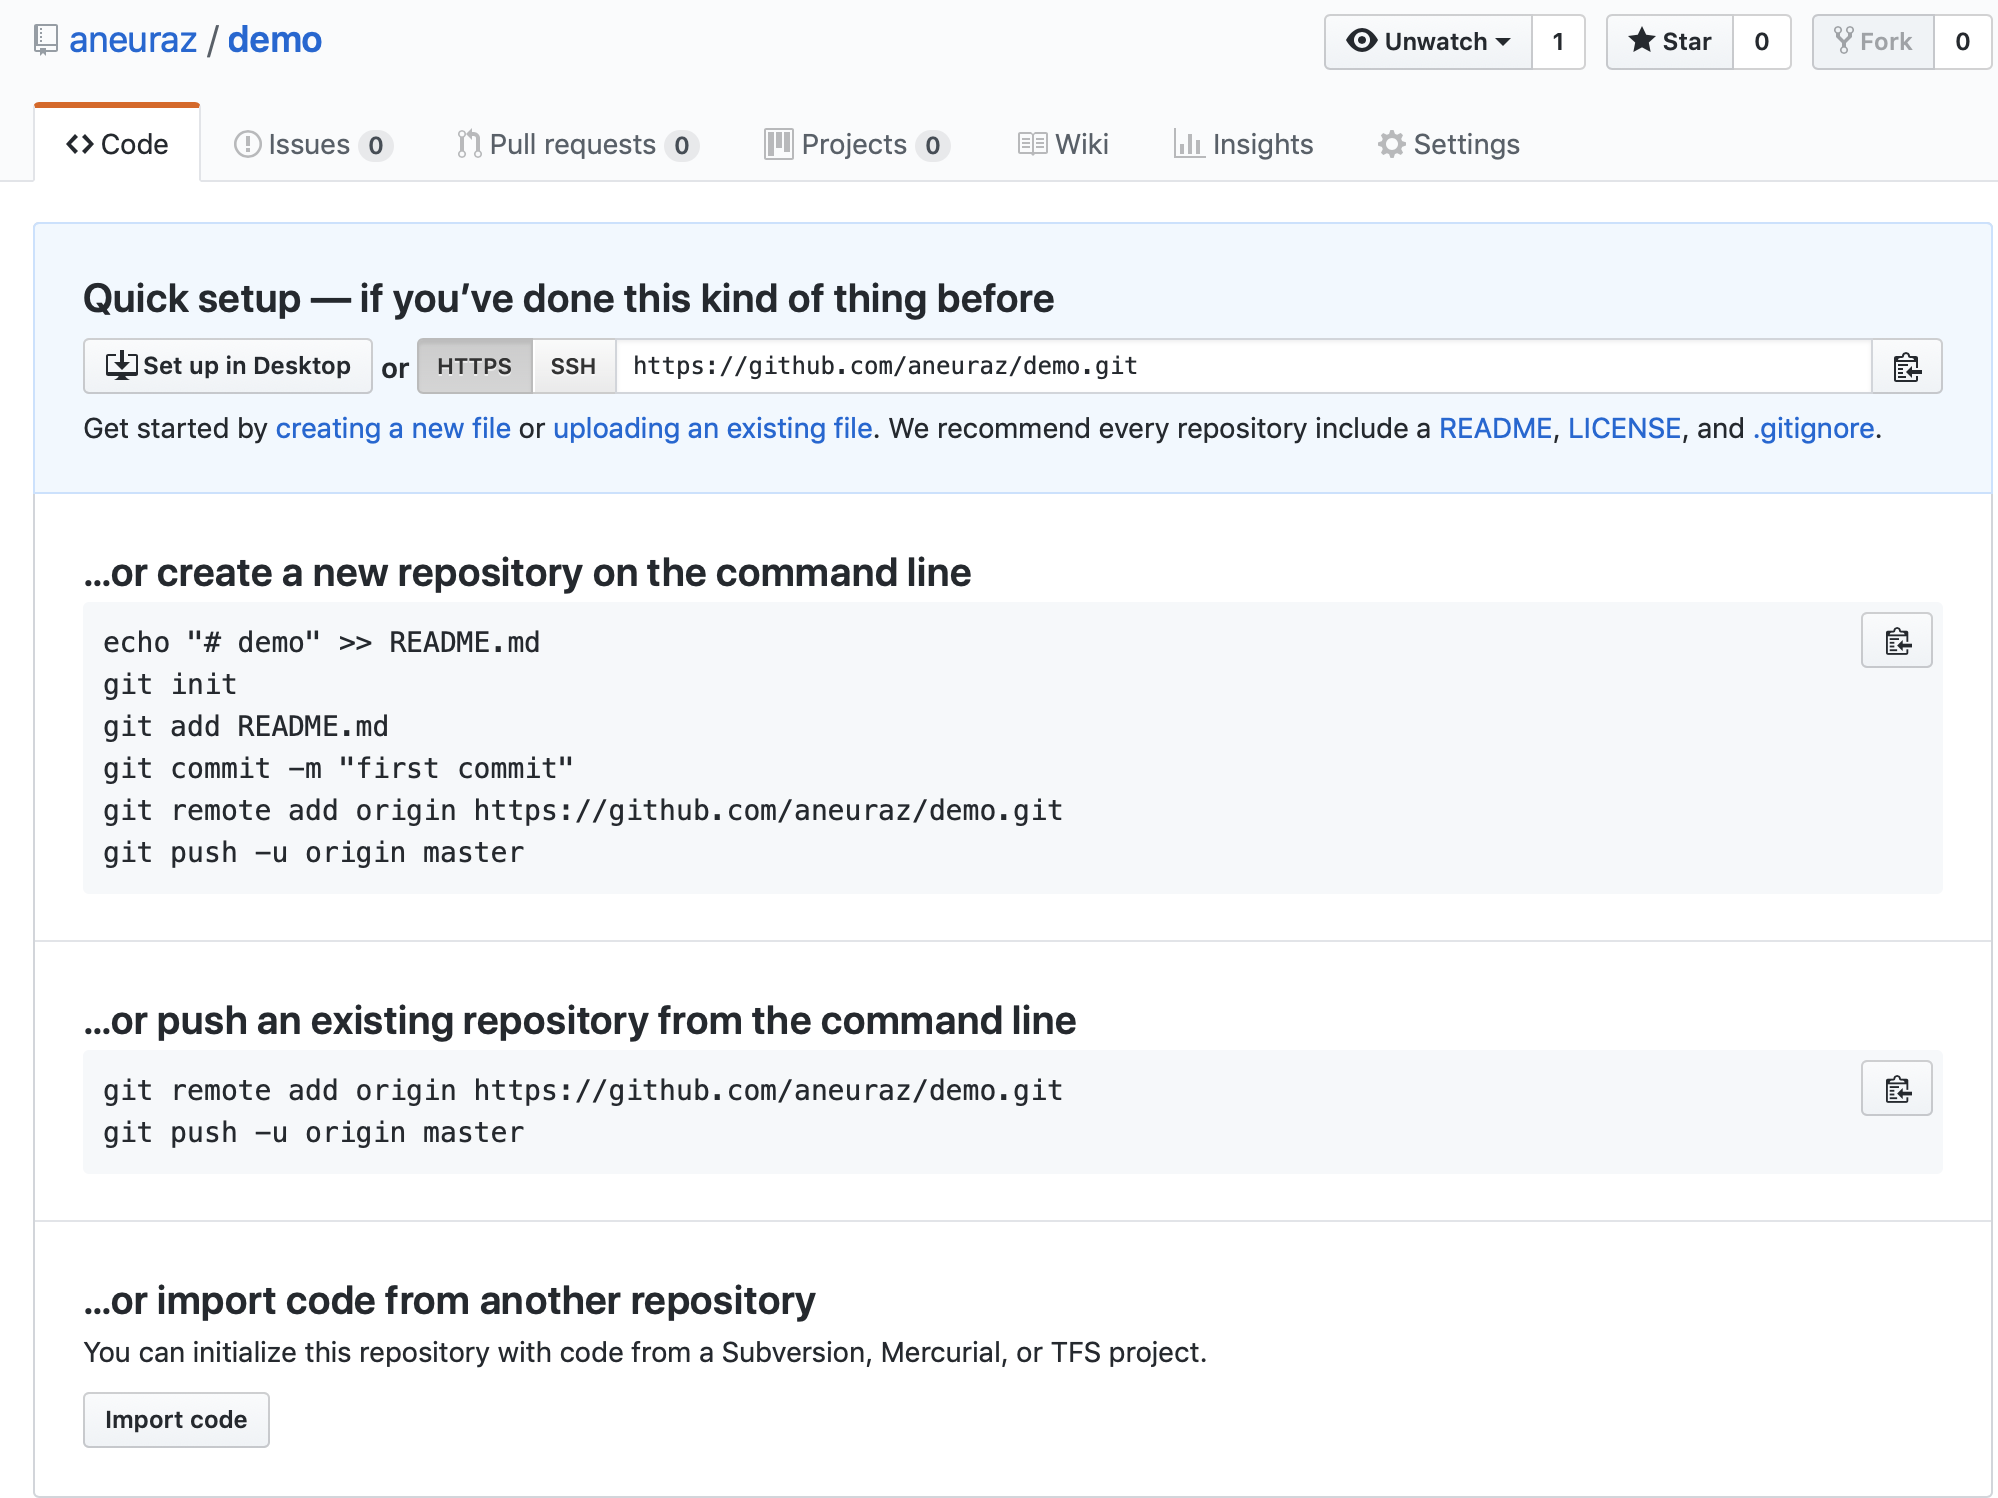 aneuraz / demo
Unwatch 1 Star 0 Fork 0
Code Issues 0 Pull requests 0 Projects 0 Wiki Insights Settings
Quick setup — if you’ve done this kind of thing before
Set up in Desktop or HTTPS SSH https://github.com/aneuraz/demo.git
Get started by creating a new file or uploading an existing file. We recommend every repository include a README, LICENSE, and .gitignore.
…or create a new repository on the command line
echo "# demo" >> README.md
git init
git add README.md
git commit -m "first commit"
git remote add origin https://github.com/aneuraz/demo.git
git push -u origin master
…or push an existing repository from the command line
git remote add origin https://github.com/aneuraz/demo.git
git push -u origin master
…or import code from another repository
You can initialize this repository with code from a Subversion, Mercurial, or TFS project.
Import code